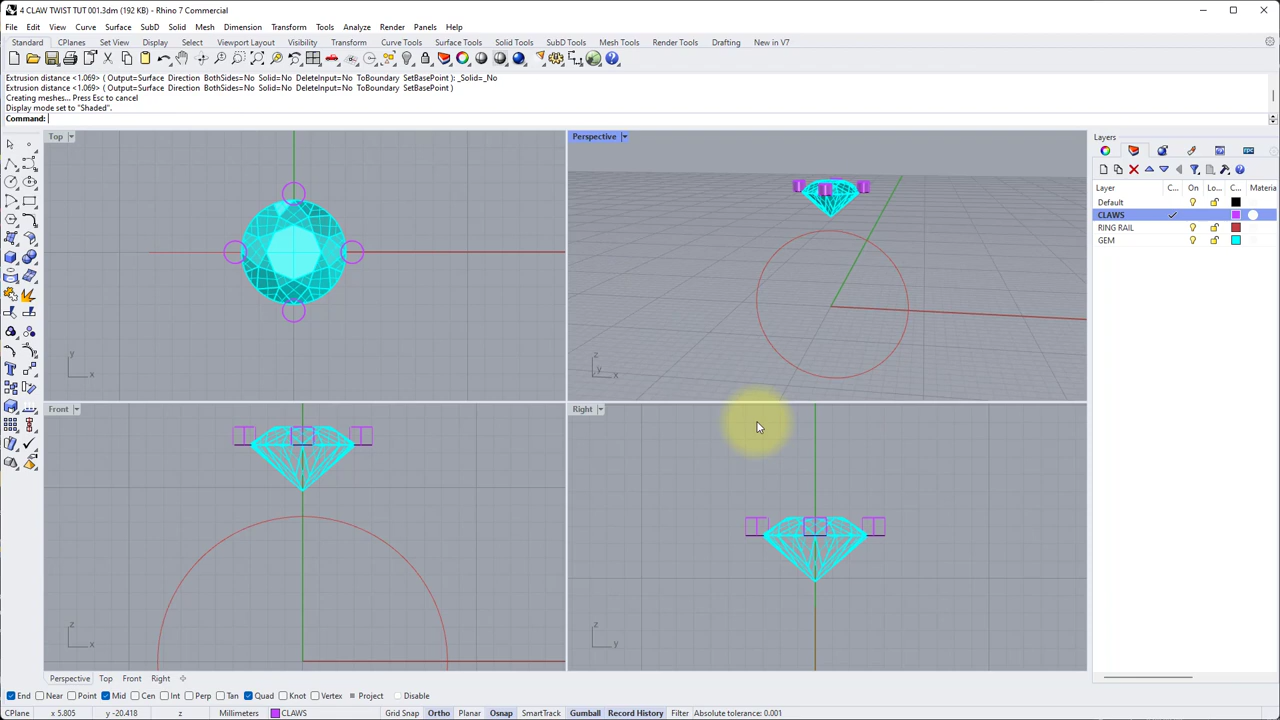 4 CLAW TWIST TUT 001.3dm (192 KB) - Rhino 7 Commercial
File Edit View Curve Surface SubD Solid Mesh Dimension Transform Tools Analyze Render Panels Help
Standard CPlanes Set View Display Select Viewport Layout Visibility Transform Curve Tools Surface Tools Solid Tools SubD Tools Mesh Tools Render Tools Drafting New in V7
Extrusion distance <1.069> ( Output=Surface Direction BothSides=No Solid=No DeleteInput=No ToBoundary SetBasePoint ): _Solid=_No
Extrusion distance <1.069> ( Output=Surface Direction BothSides=No Solid=No DeleteInput=No ToBoundary SetBasePoint )
Creating meshes... Press Esc to cancel
Display mode set to "Shaded".
Command:
Top
y
x
Perspective
z
y
x
Front
z
x
Right
z
y
Layers
Layer C... On Lo... C... Materia
Default
CLAWS
RING RAIL
GEM
Perspective Top Front Right
End Near Point Mid Cen Int Perp Tan Quad Knot Vertex Project Disable
CPlane x 5.805 y -20.418 z Millimeters CLAWS Grid Snap Ortho Planar Osnap SmartTrack Gumball Record History Filter Absolute tolerance: 0.001